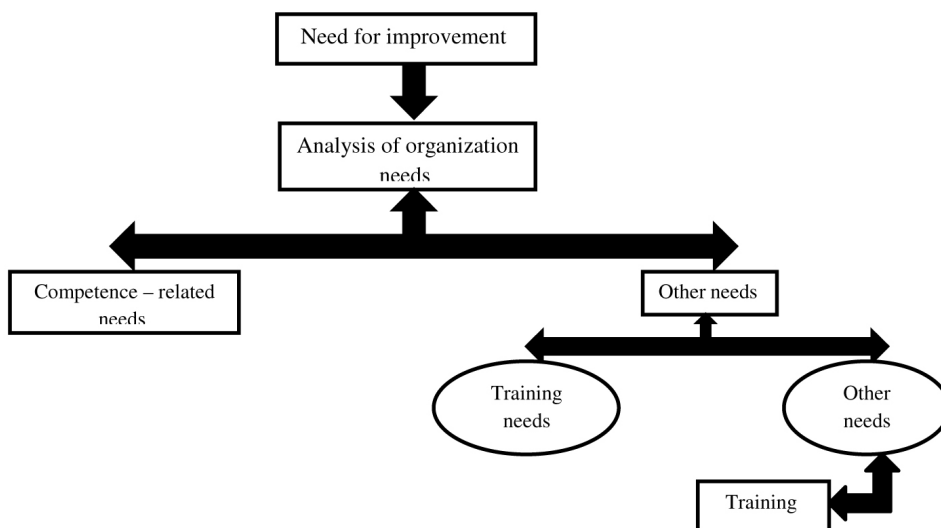 Need for improvement
Analysis of organization
needs
Competence – related
needs
Other needs
Training
needs
Other
needs
Training